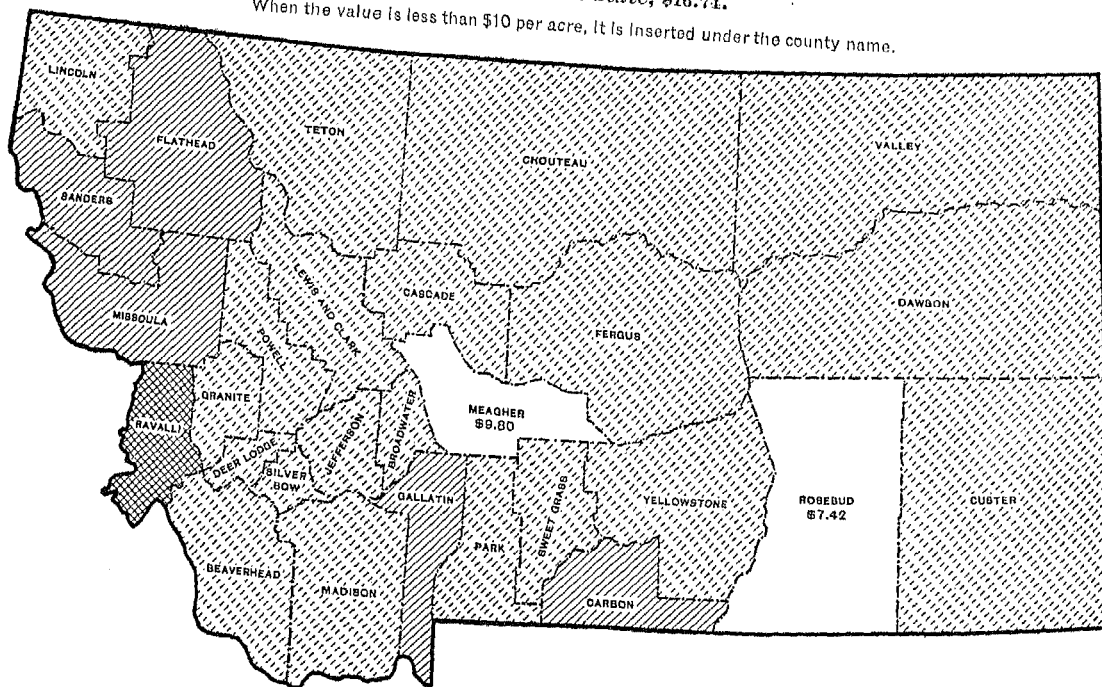 $16.74.
When the value is less than $10 per acre, it is inserted under the county name.
LINCOLN
FLATHEAD
TETON
CHOUTEAU
VALLEY
SANDERS
MISSOULA
POWELL
LEWIS AND CLARK
CASCADE
FERGUS
DAWSON
RAVALLI
GRANITE
DEER LODGE
SILVER
BOW
JEFFERSON
BROADWATER
MEAGHER
$9.80
GALLATIN
PARK
SWEET GRASS
YELLOWSTONE
ROSEBUD
$7.42
CUSTER
BEAVERHEAD
MADISON
CARBON